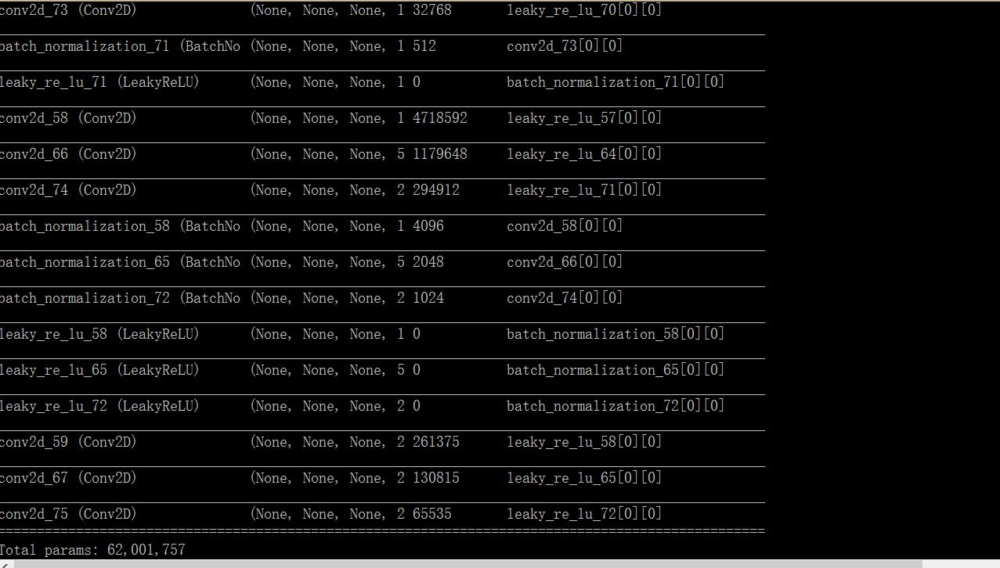 conv2d_73 (Conv2D) (None, None, None, 1 32768 leaky_re_lu_70[0][0]
batch_normalization_71 (BatchNo (None, None, None, 1 512 conv2d_73[0][0]
leaky_re_lu_71 (LeakyReLU) (None, None, None, 1 0 batch_normalization_71[0][0]
conv2d_58 (Conv2D) (None, None, None, 1 4718592 leaky_re_lu_57[0][0]
conv2d_66 (Conv2D) (None, None, None, 5 1179648 leaky_re_lu_64[0][0]
conv2d_74 (Conv2D) (None, None, None, 2 294912 leaky_re_lu_71[0][0]
batch_normalization_58 (BatchNo (None, None, None, 1 4096 conv2d_58[0][0]
batch_normalization_65 (BatchNo (None, None, None, 5 2048 conv2d_66[0][0]
batch_normalization_72 (BatchNo (None, None, None, 2 1024 conv2d_74[0][0]
leaky_re_lu_58 (LeakyReLU) (None, None, None, 1 0 batch_normalization_58[0][0]
leaky_re_lu_65 (LeakyReLU) (None, None, None, 5 0 batch_normalization_65[0][0]
leaky_re_lu_72 (LeakyReLU) (None, None, None, 2 0 batch_normalization_72[0][0]
conv2d_59 (Conv2D) (None, None, None, 2 261375 leaky_re_lu_58[0][0]
conv2d_67 (Conv2D) (None, None, None, 2 130815 leaky_re_lu_65[0][0]
conv2d_75 (Conv2D) (None, None, None, 2 65535 leaky_re_lu_72[0][0]
Total params: 62,001,757